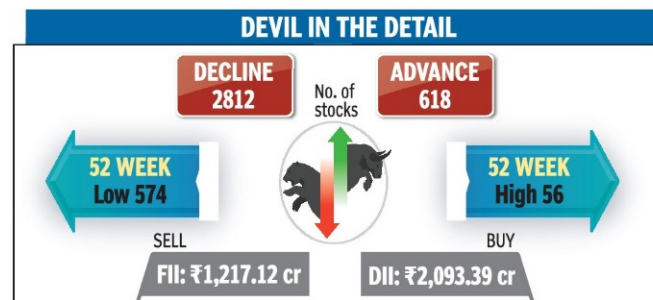 DEVIL IN THE DETAIL
DECLINE
2812
No. of
stocks
ADVANCE
618
52 WEEK
Low 574
52 WEEK
High 56
SELL
BUY
FII: ₹1,217.12 cr
DII: ₹2,093.39 cr